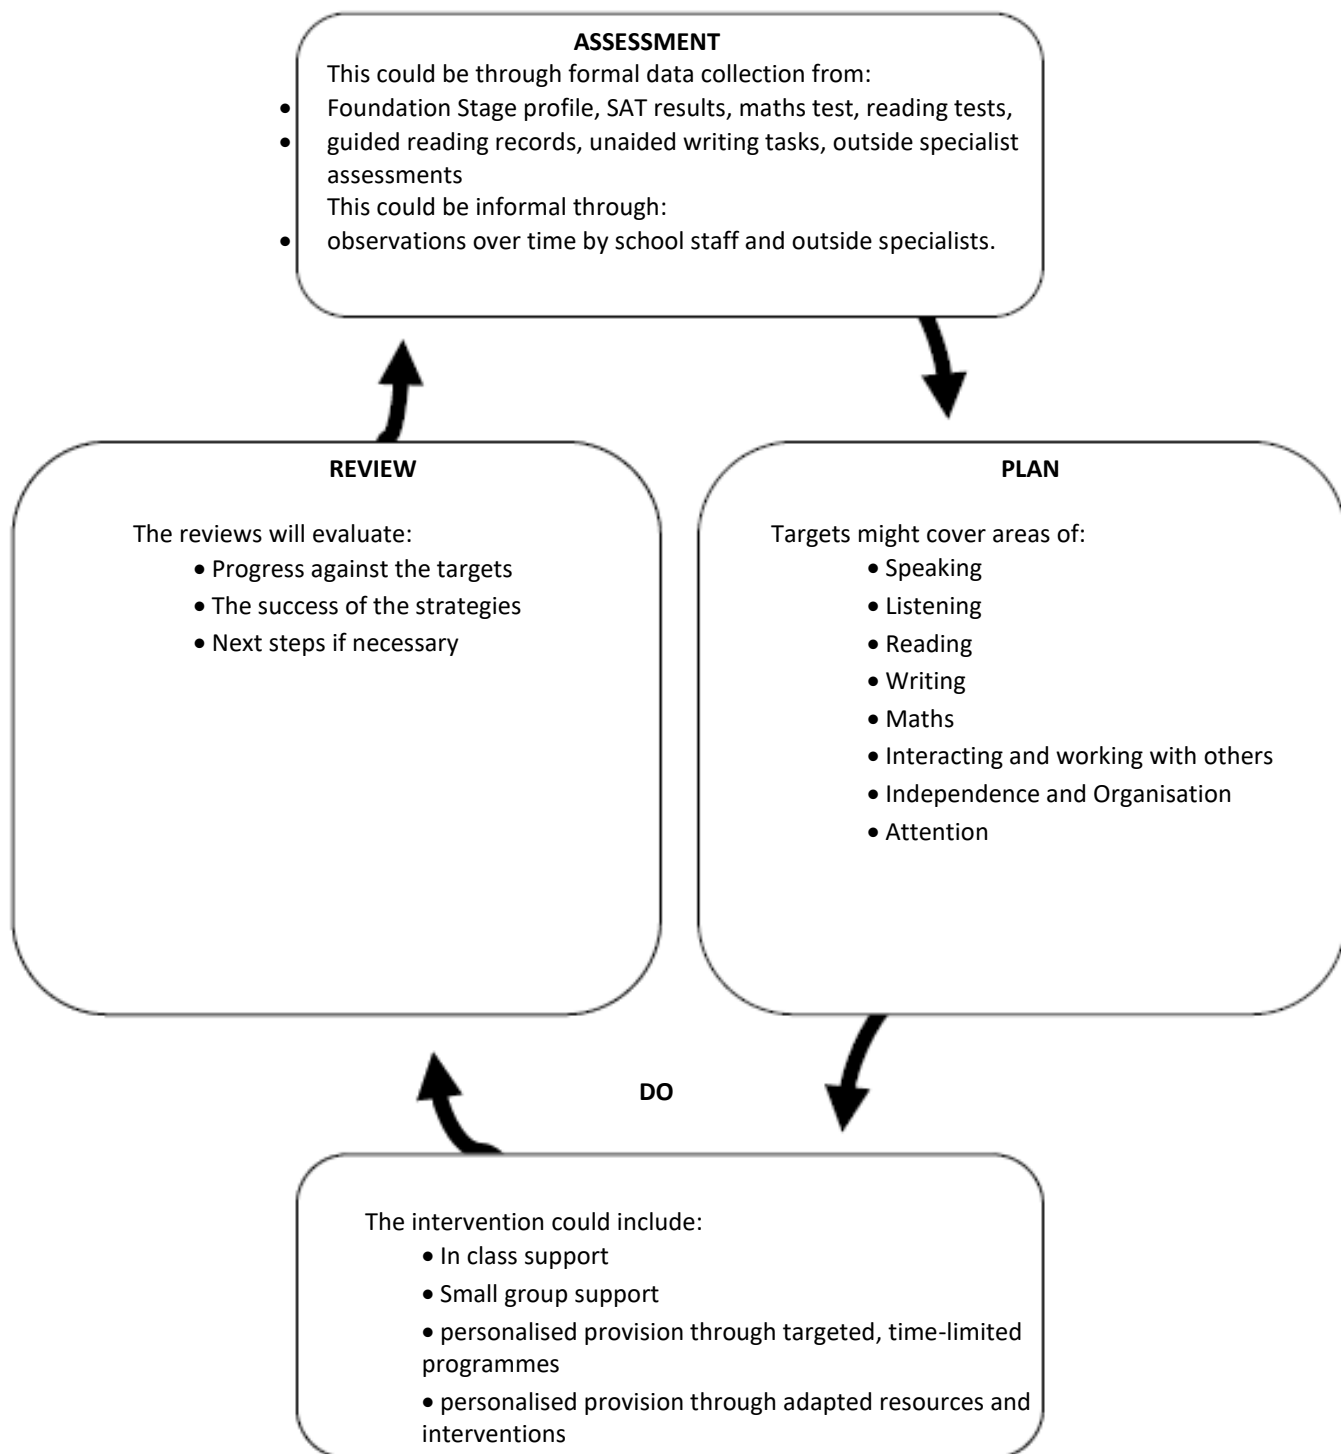 ASSESSMENT
This could be through formal data collection from:
• Foundation Stage profile, SAT results, maths test, reading tests,
• guided reading records, unaided writing tasks, outside specialist
assessments
This could be informal through:
• observations over time by school staff and outside specialists.
REVIEW
The reviews will evaluate:
• Progress against the targets
• The success of the strategies
• Next steps if necessary
PLAN
Targets might cover areas of:
• Speaking
• Listening
• Reading
• Writing
• Maths
• Interacting and working with others
• Independence and Organisation
• Attention
DO
The intervention could include:
• In class support
• Small group support
• personalised provision through targeted, time-limited
programmes
• personalised provision through adapted resources and
interventions